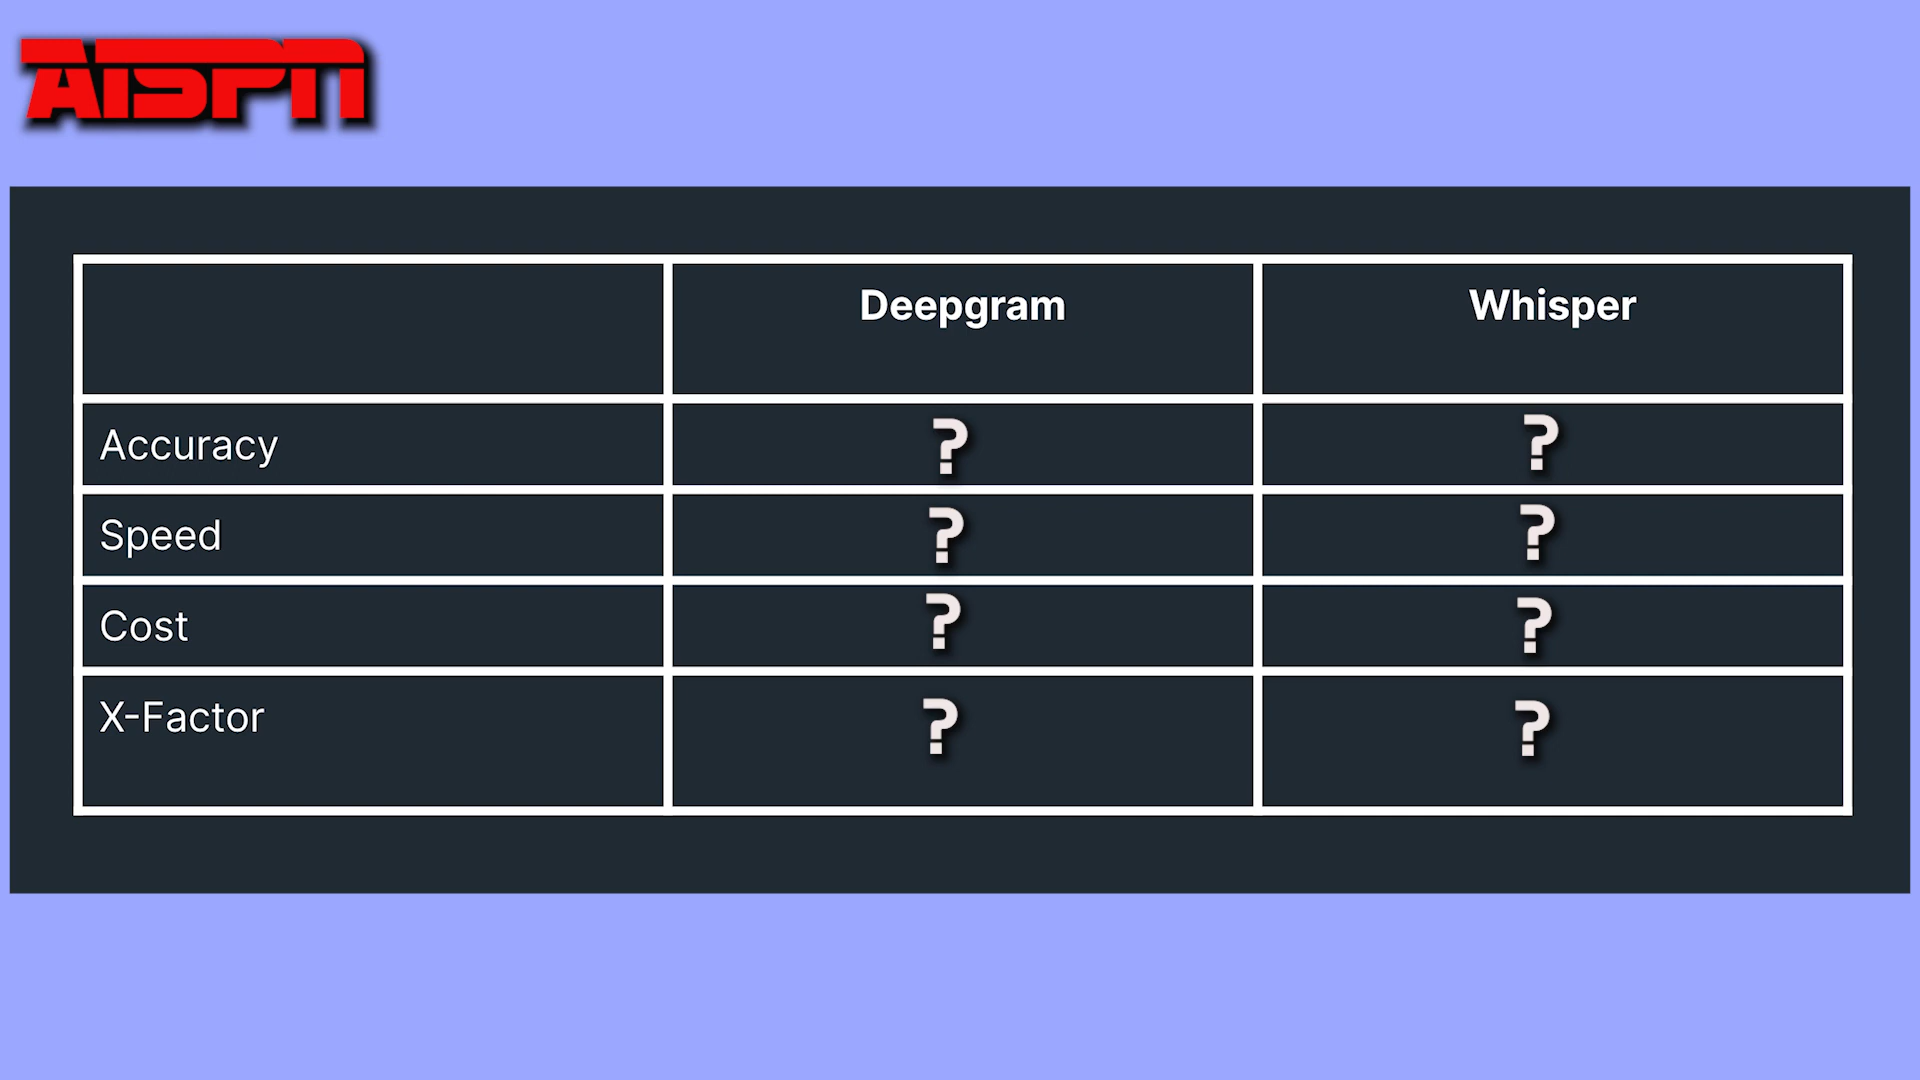 AISPN
Deepgram Whisper
Accuracy ? ?
Speed ? ?
Cost ? ?
X-Factor ? ?